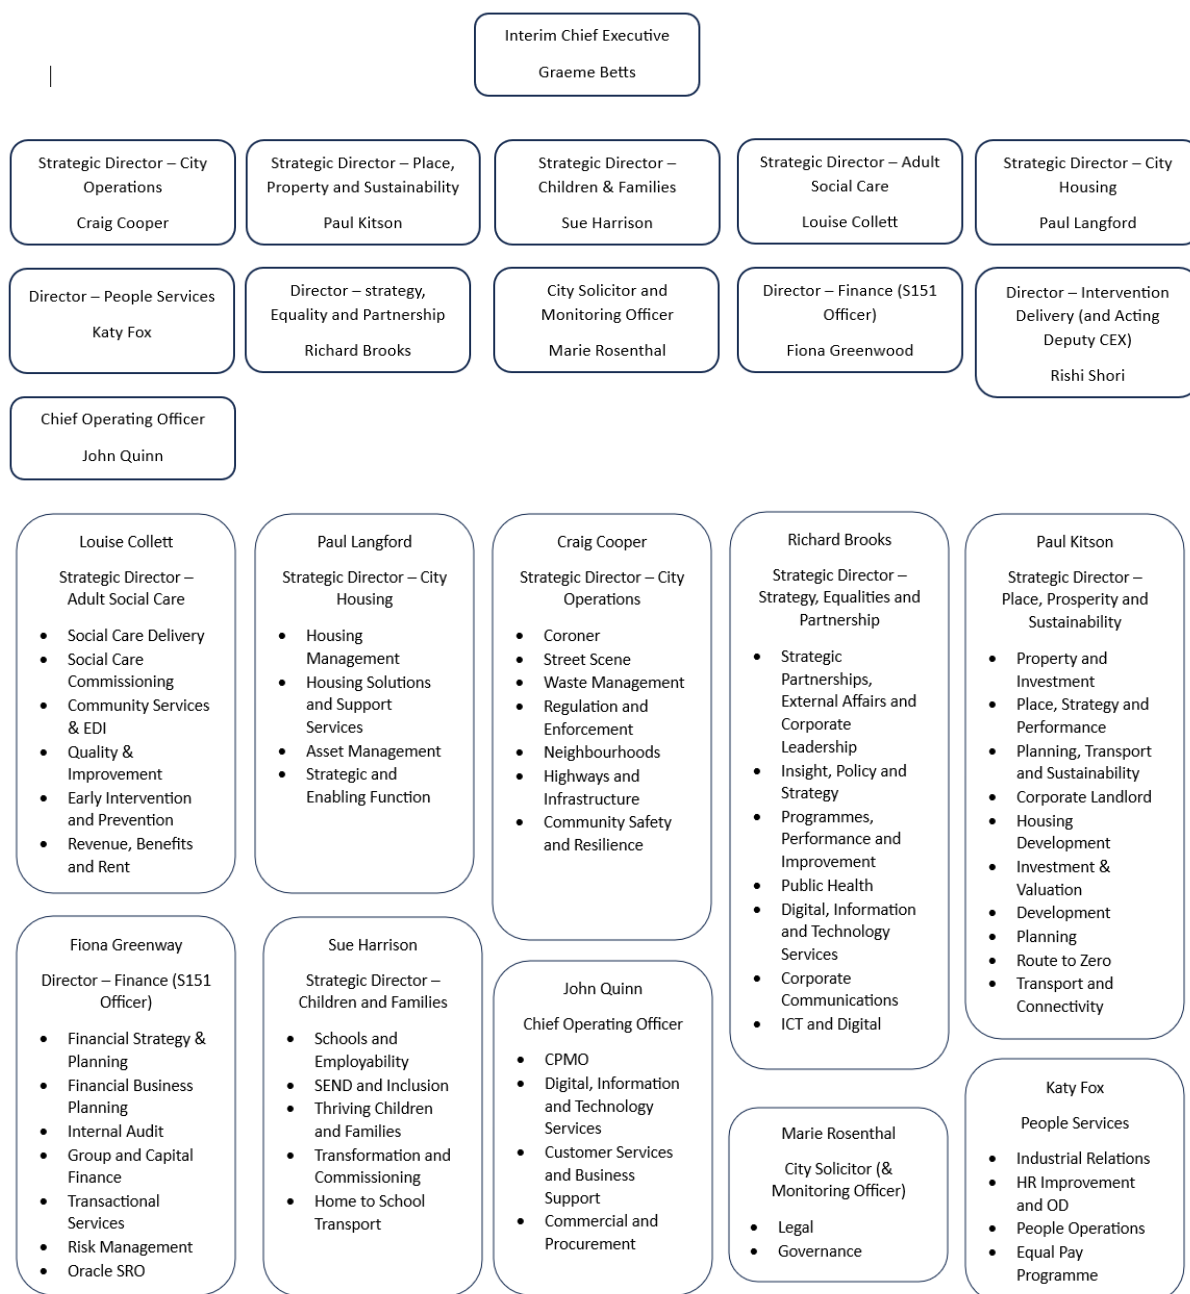 Interim Chief Executive
Graeme Betts
Strategic Director – City
Operations
Craig Cooper
Strategic Director – Place,
Property and Sustainability
Paul Kitson
Strategic Director –
Children & Families
Sue Harrison
Strategic Director – Adult
Social Care
Louise Collett
Strategic Director – City
Housing
Paul Langford
Director – People Services
Katy Fox
Director – strategy,
Equality and Partnership
Richard Brooks
City Solicitor and
Monitoring Officer
Marie Rosenthal
Director – Finance (S151
Officer)
Fiona Greenwood
Director – Intervention
Delivery (and Acting
Deputy CEX)
Rishi Shori
Chief Operating Officer
John Quinn
Louise Collett
Strategic Director –
Adult Social Care
• Social Care Delivery
• Social Care
Commissioning
• Community Services
& EDI
• Quality &
Improvement
• Early Intervention
and Prevention
• Revenue, Benefits
and Rent
Paul Langford
Strategic Director – City
Housing
• Housing
Management
• Housing Solutions
and Support
Services
• Asset Management
• Strategic and
Enabling Function
Craig Cooper
Strategic Director – City
Operations
• Coroner
• Street Scene
• Waste Management
• Regulation and
Enforcement
• Neighbourhoods
• Highways and
Infrastructure
• Community Safety
and Resilience
Richard Brooks
Strategic Director –
Strategy, Equalities and
Partnership
• Strategic
Partnerships,
External Affairs and
Corporate
Leadership
• Insight, Policy and
Strategy
• Programmes,
Performance and
Improvement
• Public Health
• Digital, Information
and Technology
Services
• Corporate
Communications
• ICT and Digital
Paul Kitson
Strategic Director –
Place, Prosperity and
Sustainability
• Property and
Investment
• Place, Strategy and
Performance
• Planning, Transport
and Sustainability
• Corporate Landlord
• Housing
Development
• Investment &
Valuation
• Development
• Planning
• Route to Zero
• Transport and
Connectivity
Fiona Greenway
Director – Finance (S151
Officer)
• Financial Strategy &
Planning
• Financial Business
Planning
• Internal Audit
• Group and Capital
Finance
• Transactional
Services
• Risk Management
• Oracle SRO
Sue Harrison
Strategic Director –
Children and Families
• Schools and
Employability
• SEND and Inclusion
• Thriving Children
and Families
• Transformation and
Commissioning
• Home to School
Transport
John Quinn
Chief Operating Officer
• CPMO
• Digital, Information
and Technology
Services
• Customer Services
and Business
Support
• Commercial and
Procurement
Marie Rosenthal
City Solicitor (&
Monitoring Officer)
• Legal
• Governance
Katy Fox
People Services
• Industrial Relations
• HR Improvement
and OD
• People Operations
• Equal Pay
Programme